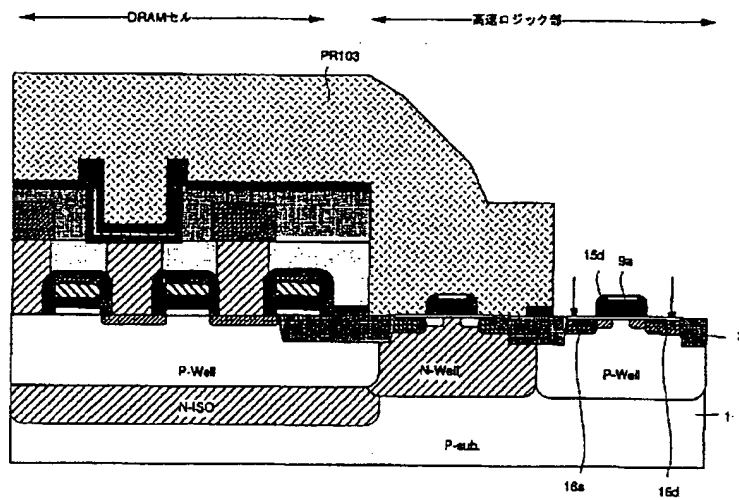 DRAMセル
高速ロジック部
PR103
15d
9a
P-Well
N-Well
P-Well
N-ISO
1
P-sub.
16s
16d